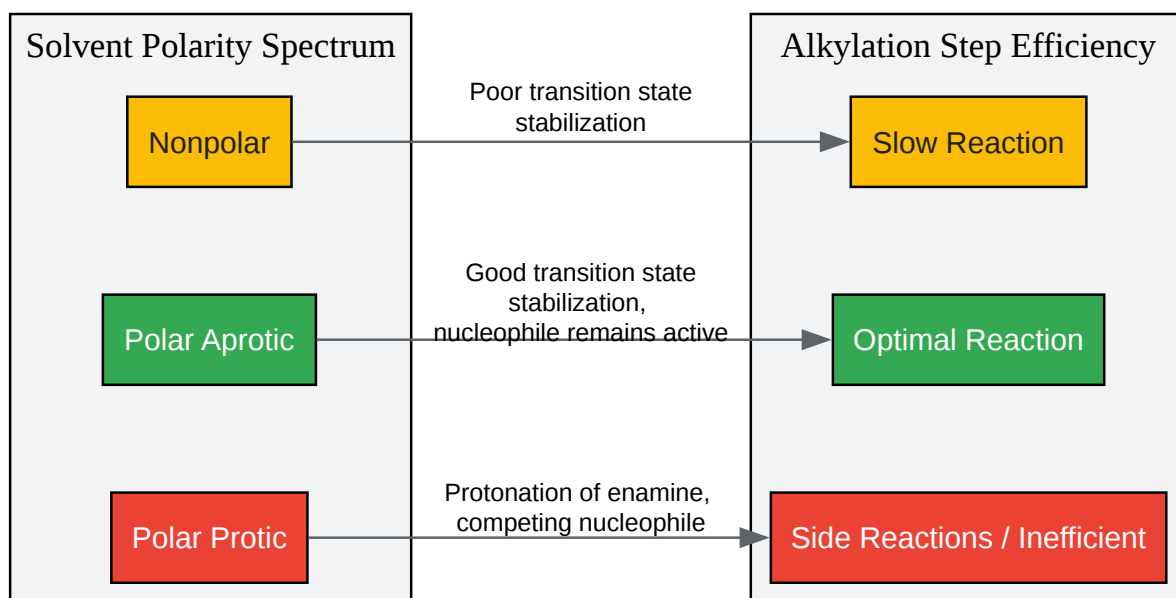 Solvent Polarity Spectrum
Alkylation Step Efficiency
Nonpolar
Poor transition state
stabilization
Slow Reaction
Polar Aprotic
Good transition state
stabilization,
nucleophile remains active
Optimal Reaction
Polar Protic
Protonation of enamine,
competing nucleophile
Side Reactions / Inefficient